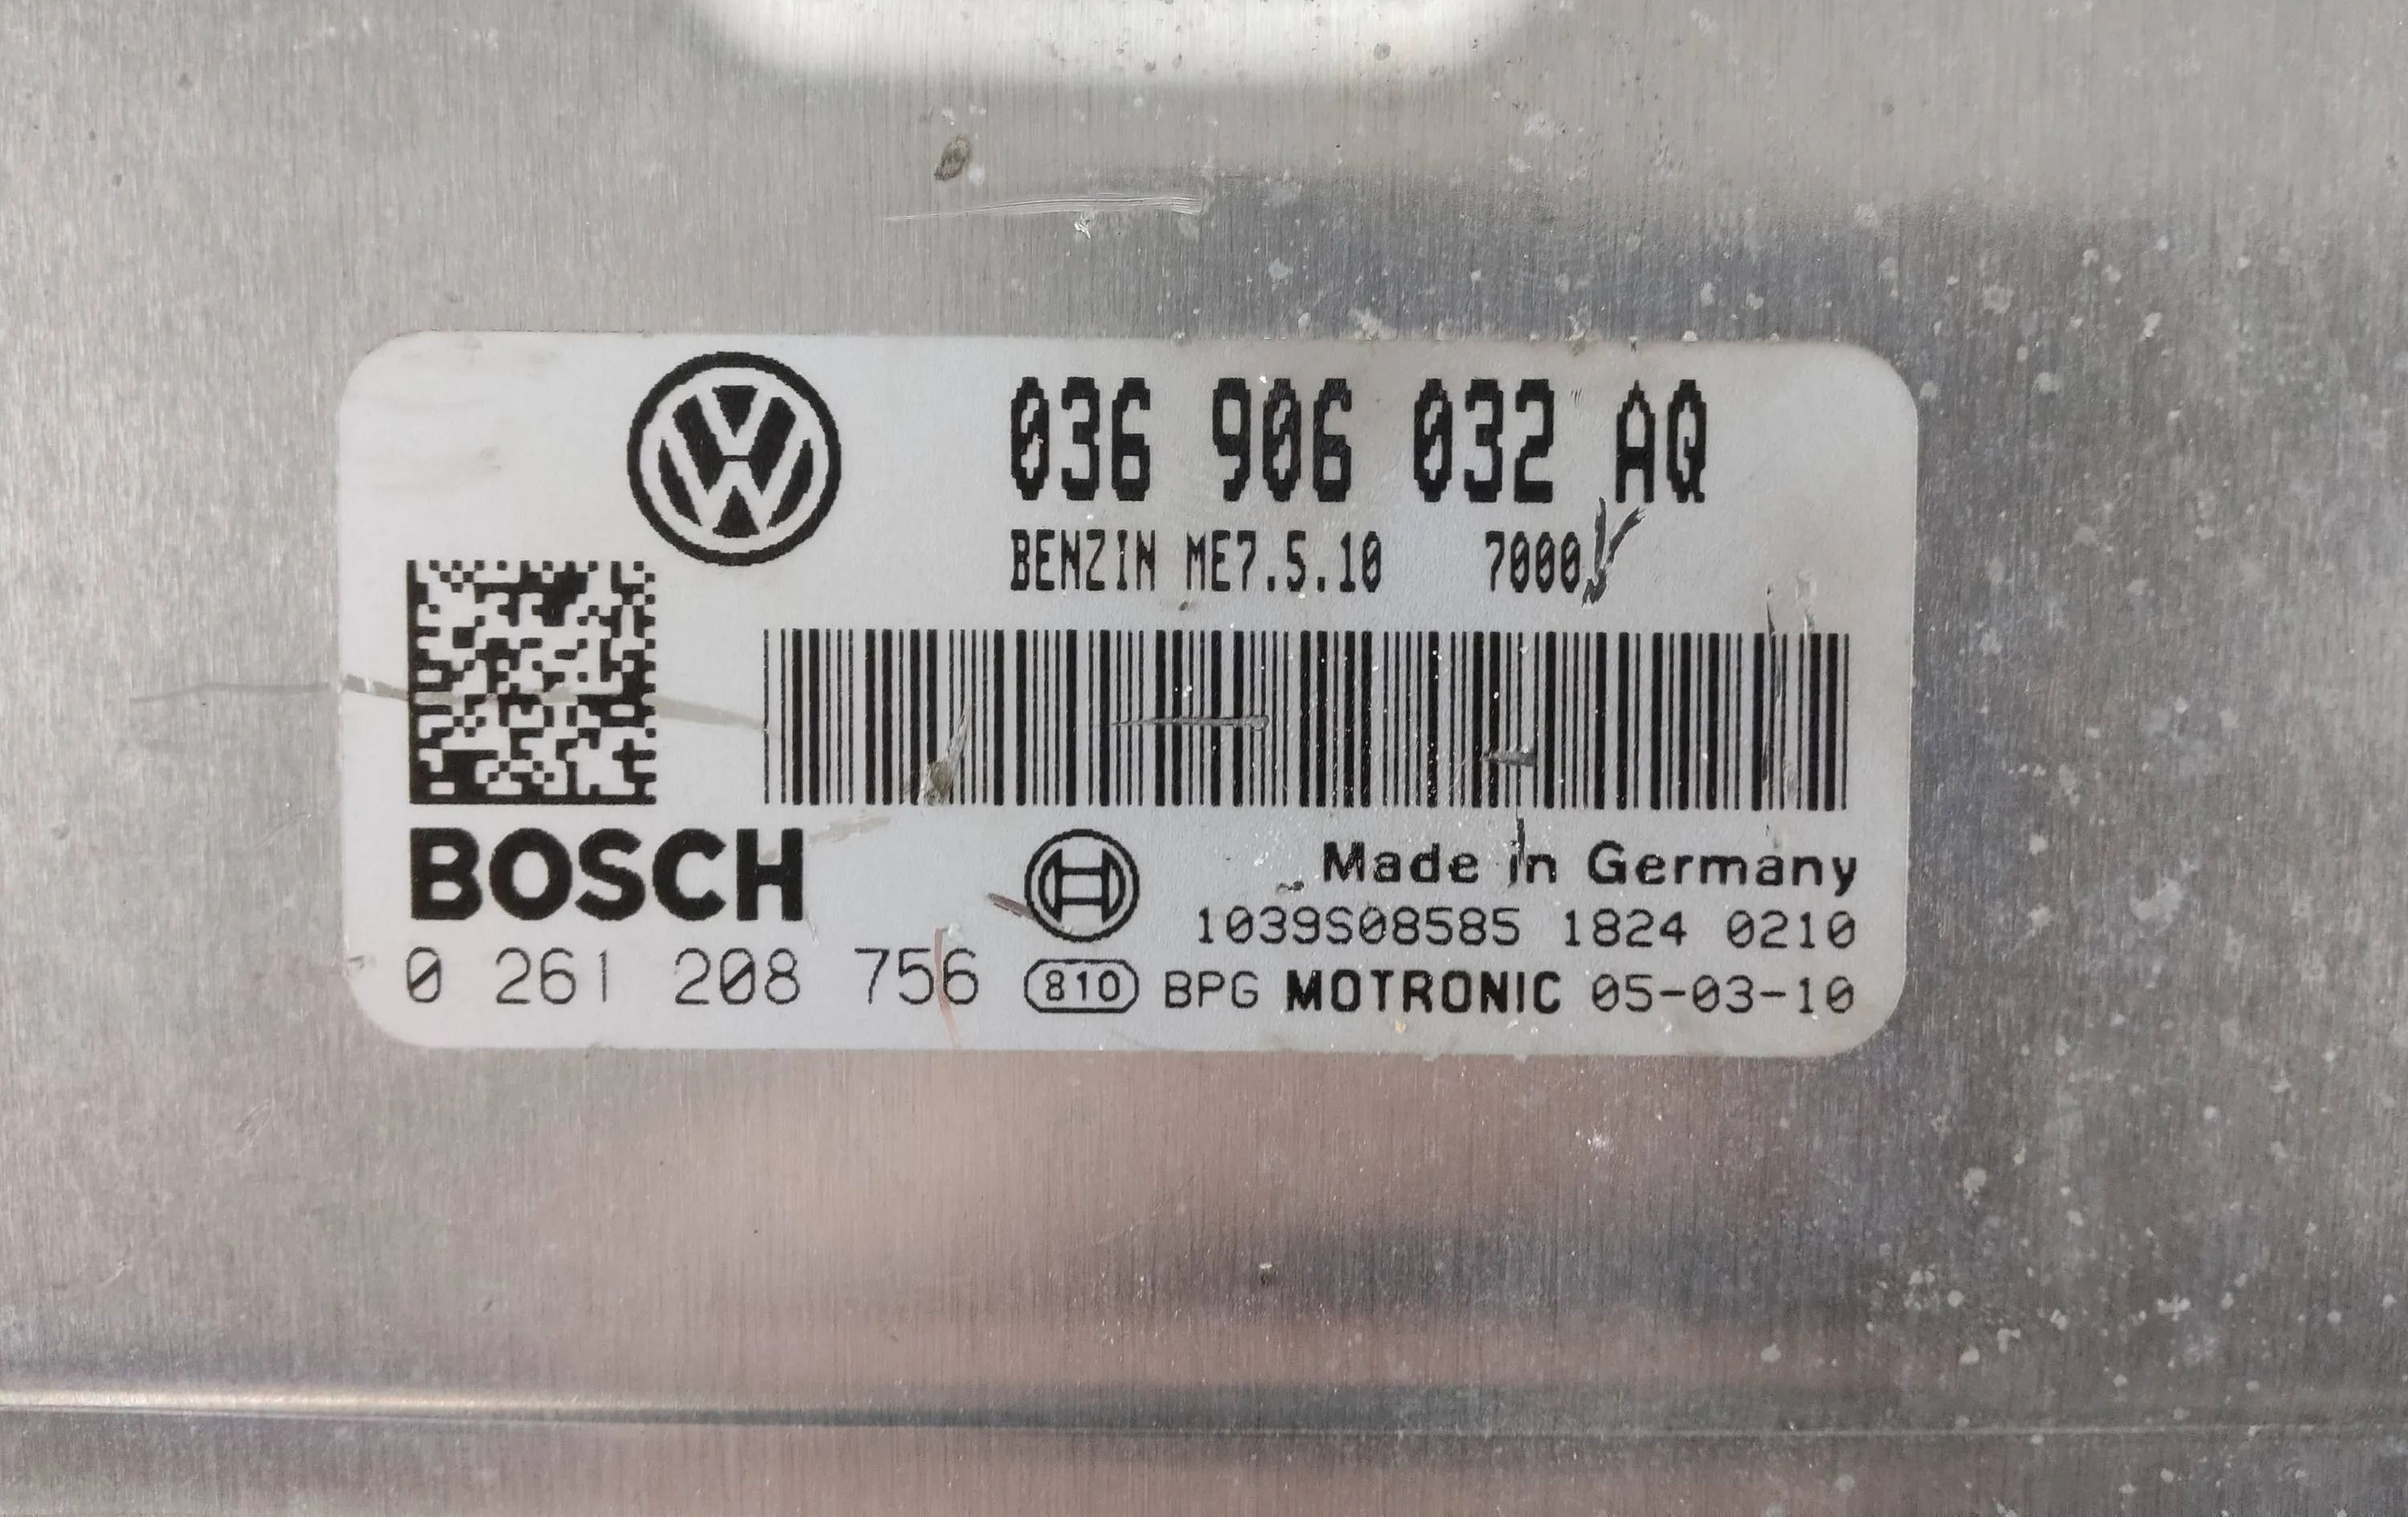 036 906 032 AQ
BENZIN ME7.5.10 7000
BOSCH
Made in Germany
1039S08585 1824 0210
0 261 208 756
810 BPG MOTRONIC 05-03-10